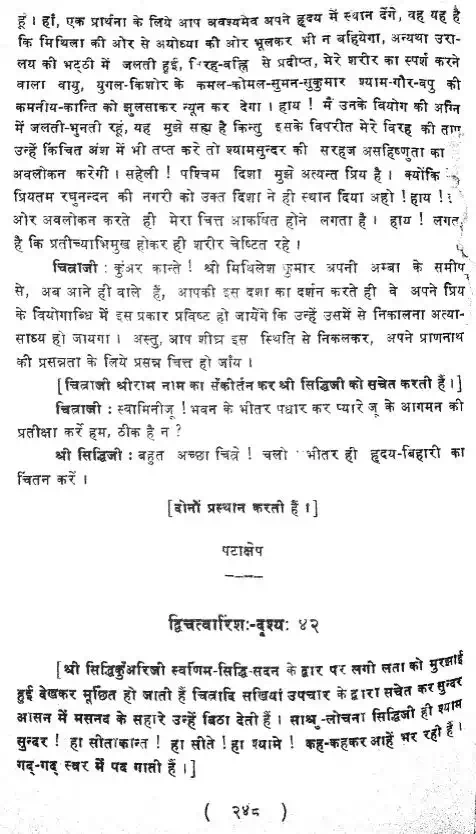 हूँ। हाँ, एक प्रार्थना के लिये आप अवश्यमेव अपने हृदय में स्थान देंगे, वह यह है
कि मिथिला की ओर से अयोध्या की ओर भूलकर भी न बहियेगा, अन्यथा उरा-
लय की भट्ठी में जलती हुई, विरह-वह्नि से प्रदीप्त, मेरे शरीर का स्पर्श करने
वाला वायु, युगल-किशोर के कमल-कोमल-सुमन-सुकुमार श्याम-गौर-वपु की
कमनीय-कान्ति को झुलसाकर न्यून कर देगा। हाय! मैं उनके वियोग की अग्नि
में जलती-भुनती रहूं, यह मुझे सह्य है किन्तु इसके विपरीत मेरे विरह की ताप
उन्हें किंचित अंश में भी तप्त करे तो श्यामसुन्दर की सरहज असहिष्णुता का
अवलोकन करेगी। सहेली! पश्चिम दिशा मुझे अत्यन्त प्रिय है। क्योंकि
प्रियतम रघुनन्दन की नगरी को उक्त दिशा ने ही स्थान दिया अहो! हाय!
ओर अवलोकन करते ही मेरा चित्त आकर्षित होने लगता है। हाय! लगत
है कि प्रतीच्याभिमुख होकर ही शरीर चेष्टित रहे।
चित्राजी : कुंअर कान्ते! श्री मिथिलेश कुमार अपनी अम्बा के समीप
से, अब आने ही वाले हैं, आपकी इस दशा का दर्शन करते ही वे अपने प्रिय
के वियोगाब्धि में इस प्रकार प्रविष्ट हो जायेंगे कि उन्हें उसमें से निकालना अत्या-
साध्य हो जायगा। अस्तु, आप शीघ्र इस स्थिति से निकलकर, अपने प्राणनाथ
की प्रसन्नता के लिये प्रसन्न चित्त हो जाँय।
[चित्राजी श्रीराम नाम का संकीर्तन कर श्री सिद्धिजी को सचेत करती हैं।]
चित्राजी : स्वामिनीजू! भवन के भीतर पधार कर प्यारे जू के आगमन की
प्रतीक्षा करें हम, ठीक है न?
श्री सिद्धिजी : बहुत अच्छा चित्रे! चलो भीतर ही हृदय-बिहारी का
चिंतन करें।
[दोनों प्रस्थान करती हैं।]
पटाक्षेप
द्विचत्वारिंशः-दृश्यः ४२
[श्री सिद्धिकुँअरिजी स्वर्णिम-सिद्धि-सदन के द्वार पर लगी लता को मुरझाई
हुई देखकर मूर्छित हो जाती हैं चित्रादि सखियां उपचार के द्वारा सचेत कर सुन्दर
आसन में मसनद के सहारे उन्हें बिठा देती हैं। साश्रु-लोचना सिद्धिजी हो श्याम
सुन्दर! हा सीताकान्त! हा सीते! हा श्यामे! कह-कहकर आहें भर रही हैं।
गद्-गद् स्वर में पद गाती हैं।]
( २४८ )